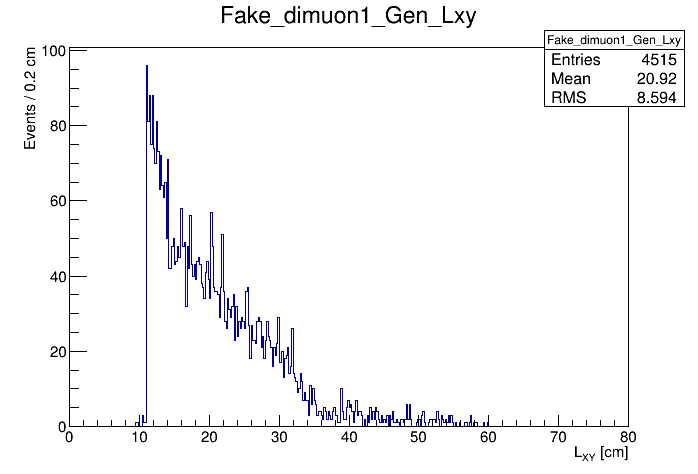 Fake_dimuon1_Gen_Lxy
Fake_dimuon1_Gen_Lxy
Entries 4515
Mean 20.92
RMS 8.594
Events / 0.2 cm
100
80
60
40
20
0
0 10 20 30 40 50 60 70 80
L_XY [cm]